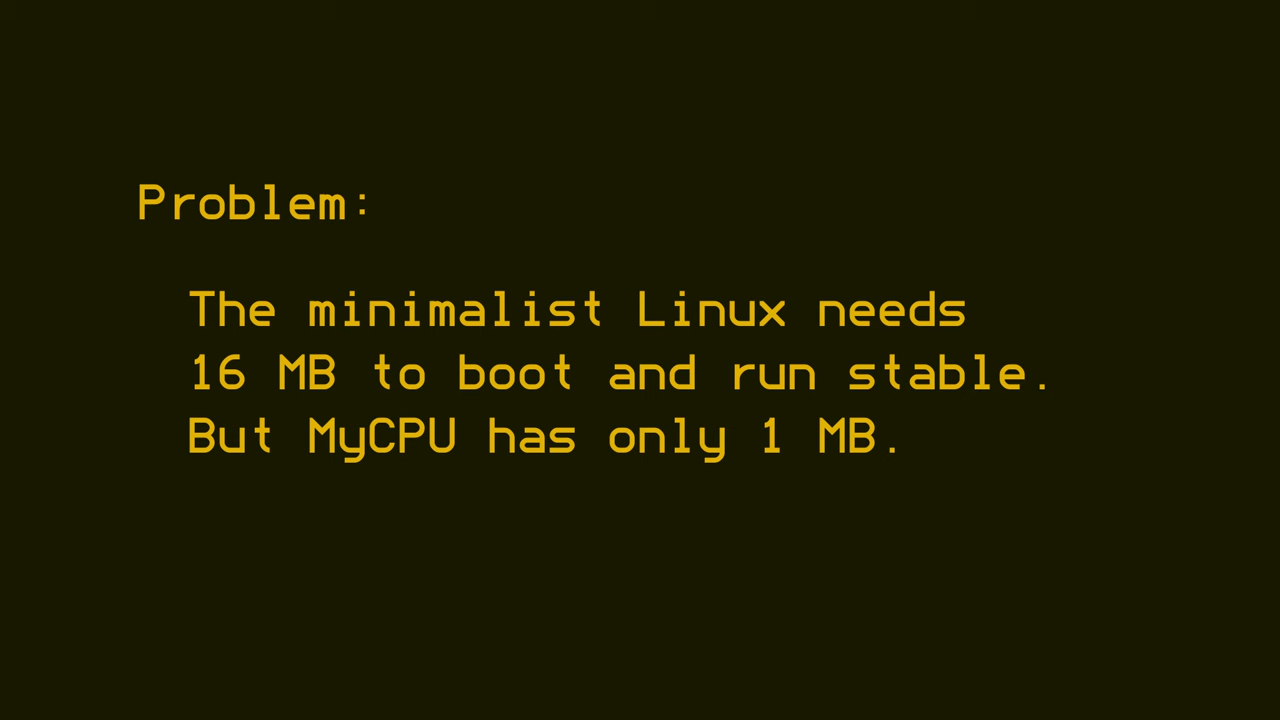 Problem:
The minimalist Linux needs
16 MB to boot and run stable.
But MyCPU has only 1 MB.